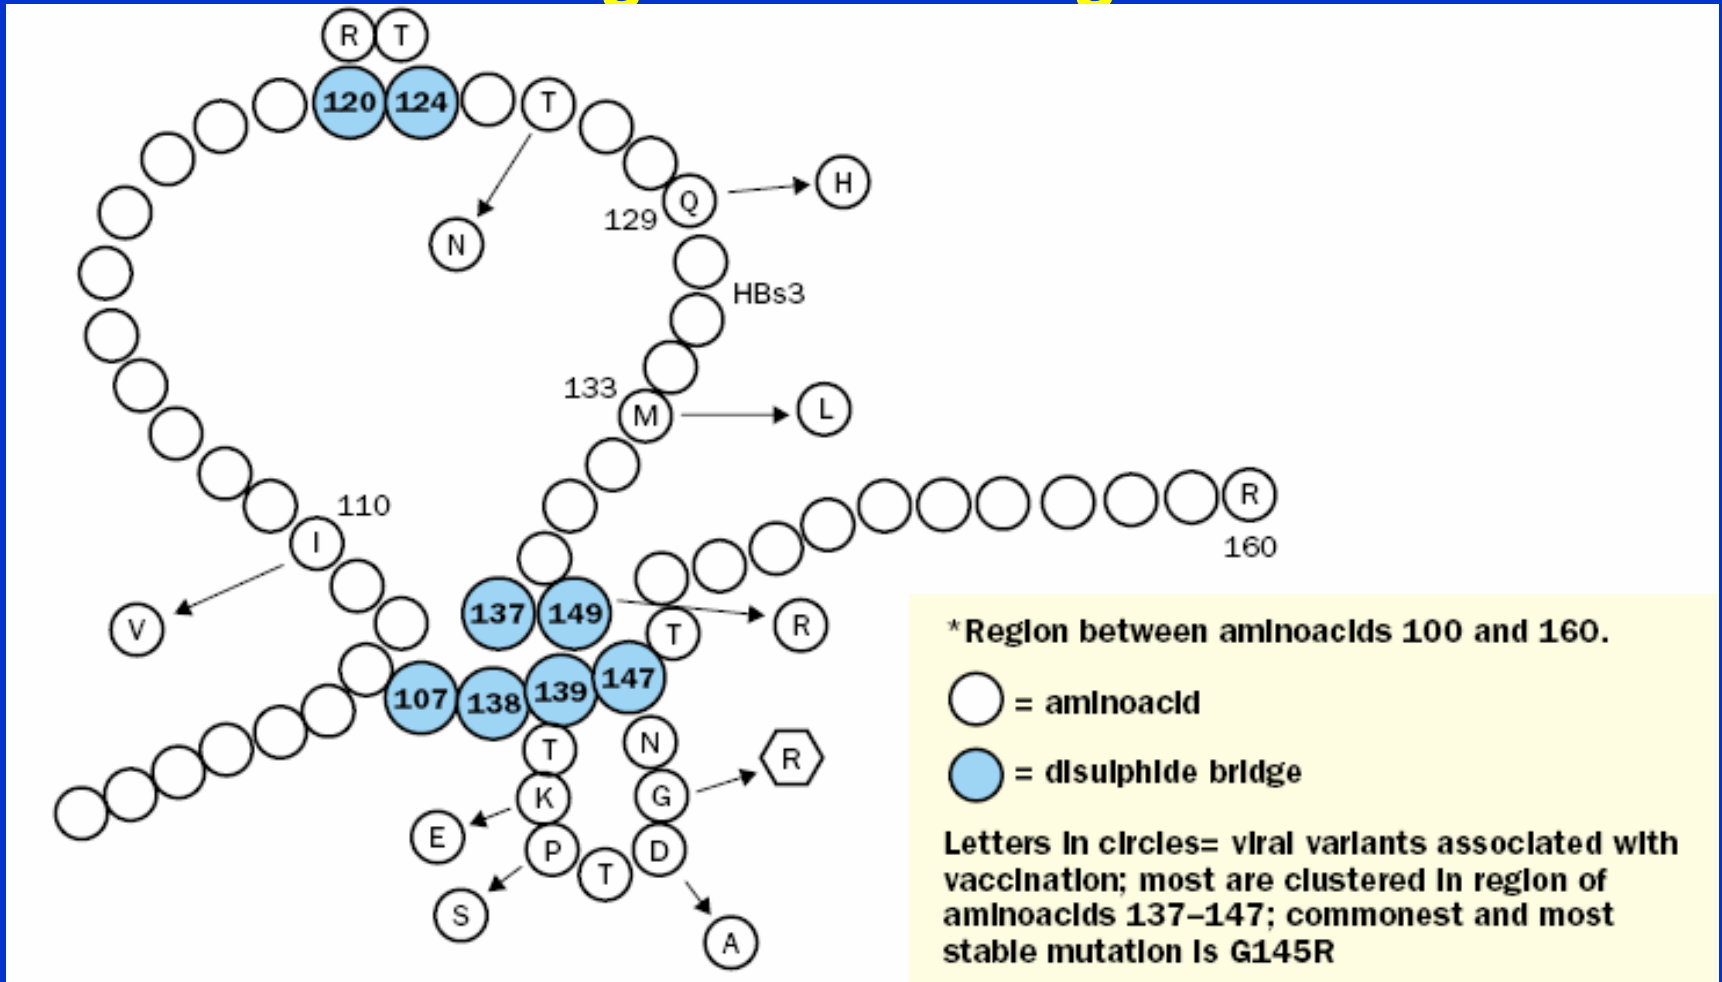 R T
120 124 T
N
129 Q H
HBs3
133 M L
110
I
V
R
160
137 149 R
T
107 138 139 147
T N
K G R
E P T D
S A
*Region between aminoacids 100 and 160.
= aminoacid
= disulphide bridge
Letters in circles= viral variants associated with
vaccination; most are clustered in region of
aminoacids 137–147; commonest and most
stable mutation is G145R